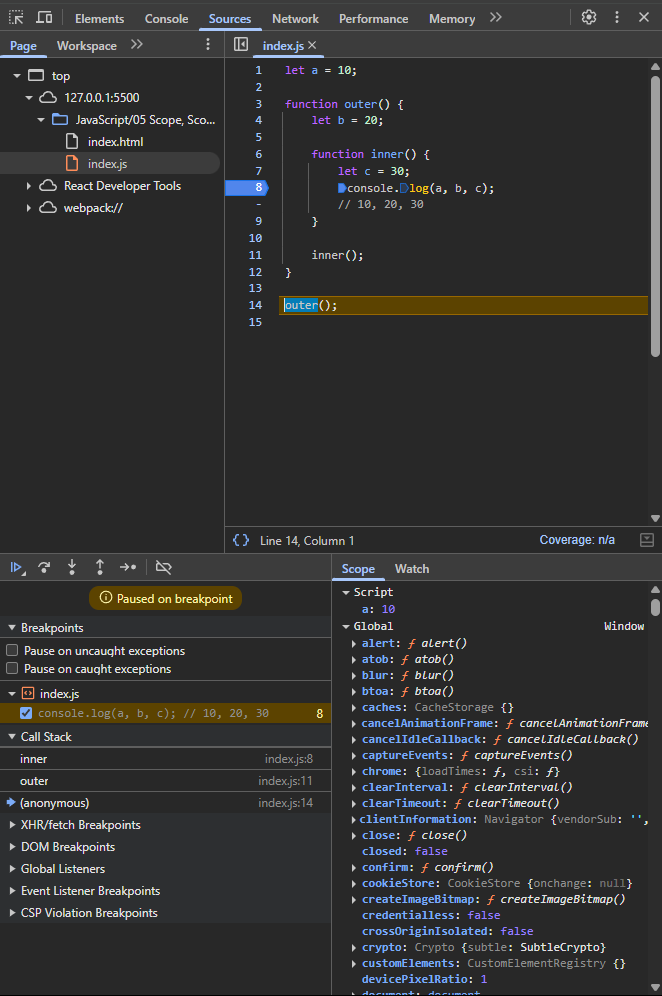 Elements Console Sources Network Performance Memory
Page Workspace
index.js
top
127.0.0.1:5500
JavaScript/05 Scope, Sco...
index.html
index.js
React Developer Tools
webpack://
1 let a = 10;
2
3 function outer() {
4 let b = 20;
5
6 function inner() {
7 let c = 30;
8 console.log(a, b, c);
- // 10, 20, 30
9 }
10
11 inner();
12 }
13
14 outer();
15
{} Line 14, Column 1 Coverage: n/a
Paused on breakpoint
Breakpoints
Pause on uncaught exceptions
Pause on caught exceptions
index.js
console.log(a, b, c); // 10, 20, 30 8
Call Stack
inner index.js:8
outer index.js:11
(anonymous) index.js:14
XHR/fetch Breakpoints
DOM Breakpoints
Global Listeners
Event Listener Breakpoints
CSP Violation Breakpoints
Scope Watch
Script
a: 10
Global Window
alert: ƒ alert()
atob: ƒ atob()
blur: ƒ blur()
btoa: ƒ btoa()
caches: CacheStorage {}
cancelAnimationFrame: ƒ cancelAnimationFrame
cancelIdleCallback: ƒ cancelIdleCallback()
captureEvents: ƒ captureEvents()
chrome: {loadTimes: ƒ, csi: ƒ}
clearInterval: ƒ clearInterval()
clearTimeout: ƒ clearTimeout()
clientInformation: Navigator {vendorSub: '',
close: ƒ close()
closed: false
confirm: ƒ confirm()
cookieStore: CookieStore {onchange: null}
createImageBitmap: ƒ createImageBitmap()
credentialless: false
crossOriginIsolated: false
crypto: Crypto {subtle: SubtleCrypto}
customElements: CustomElementRegistry {}
devicePixelRatio: 1